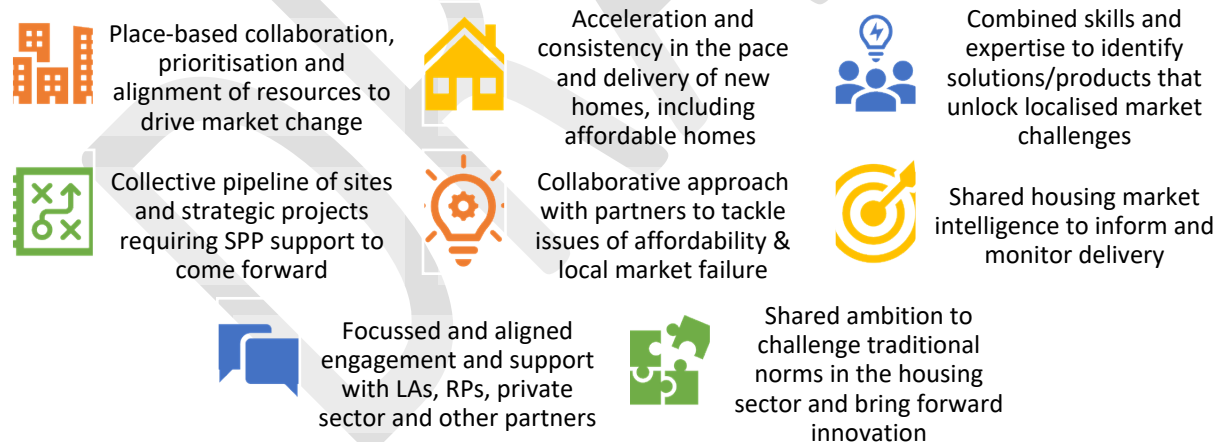 Place-based collaboration,
prioritisation and
alignment of resources to
drive market change
Acceleration and
consistency in the pace
and delivery of new
homes, including
affordable homes
Combined skills and
expertise to identify
solutions/products that
unlock localised market
challenges
Collective pipeline of sites
and strategic projects
requiring SPP support to
come forward
Collaborative approach
with partners to tackle
issues of affordability &
local market failure
Shared housing market
intelligence to inform and
monitor delivery
Focussed and aligned
engagement and support
with LAs, RPs, private
sector and other partners
Shared ambition to
challenge traditional
norms in the housing
sector and bring forward
innovation